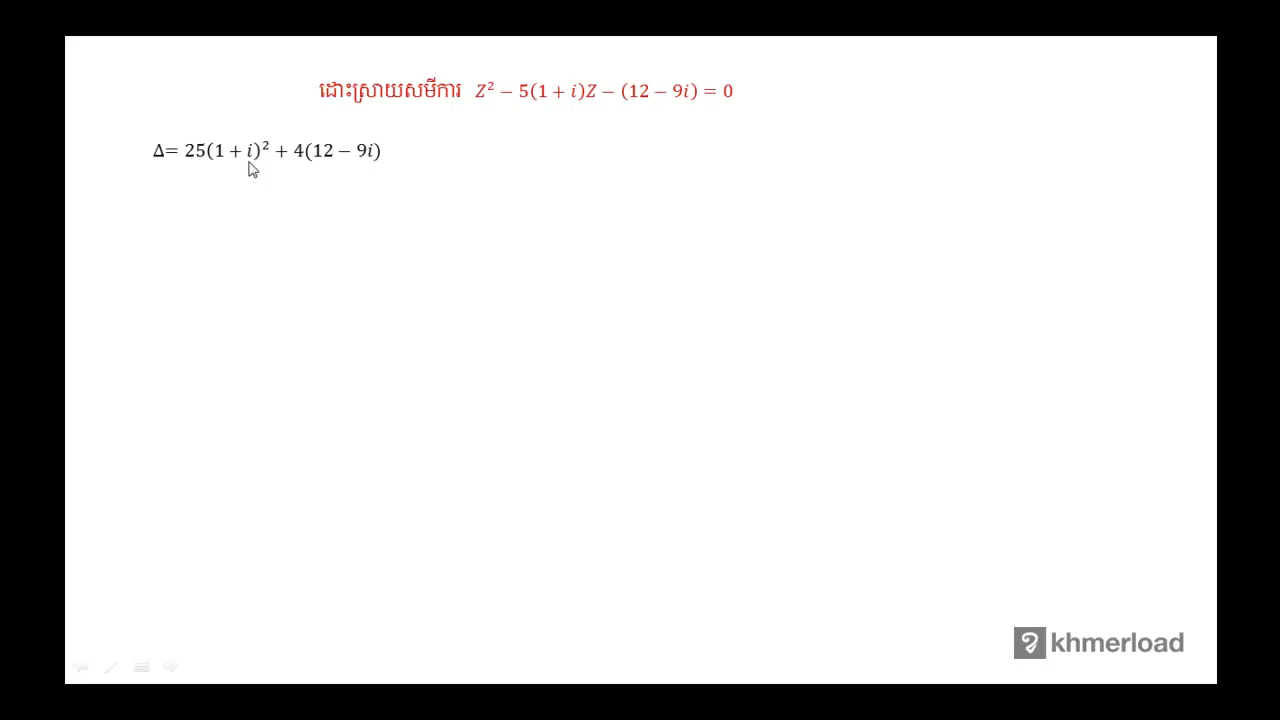 ដោះស្រាយសមីការ Z² − 5(1 + i)Z − (12 − 9i) = 0
Δ= 25(1 + i)² + 4(12 − 9i)
khmerload